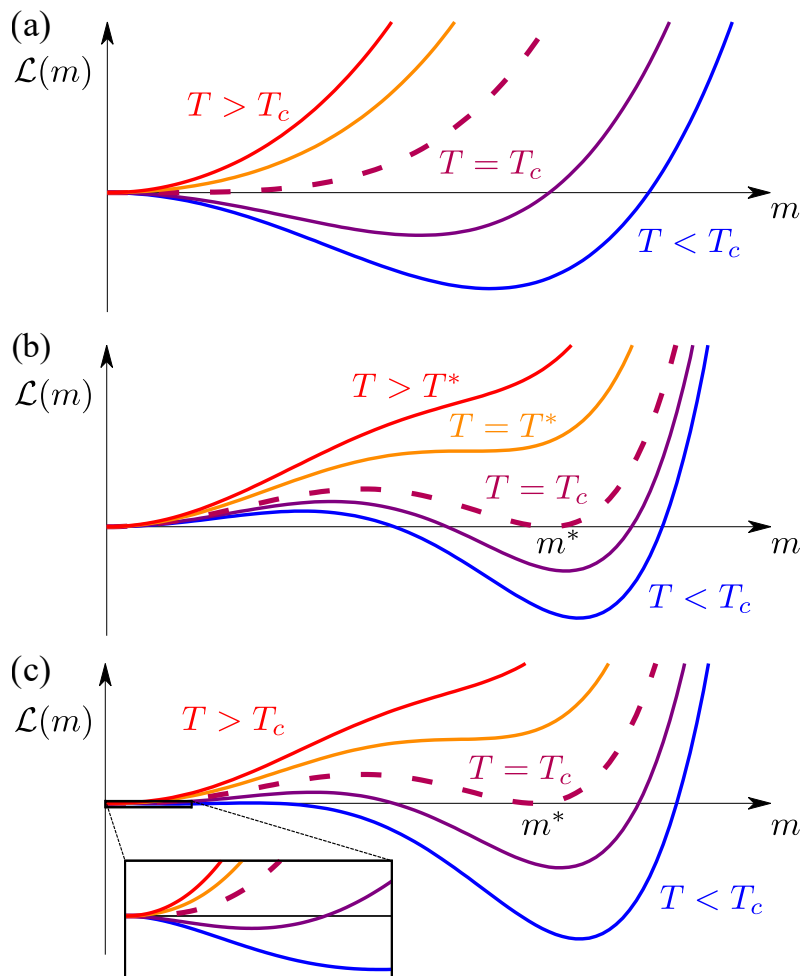 (a)
ℒ(m)
T > T_c
T = T_c
m
T < T_c
(b)
ℒ(m)
T > T*
T = T*
T = T_c
m*
m
T < T_c
(c)
ℒ(m)
T > T_c
T = T_c
m*
m
T < T_c